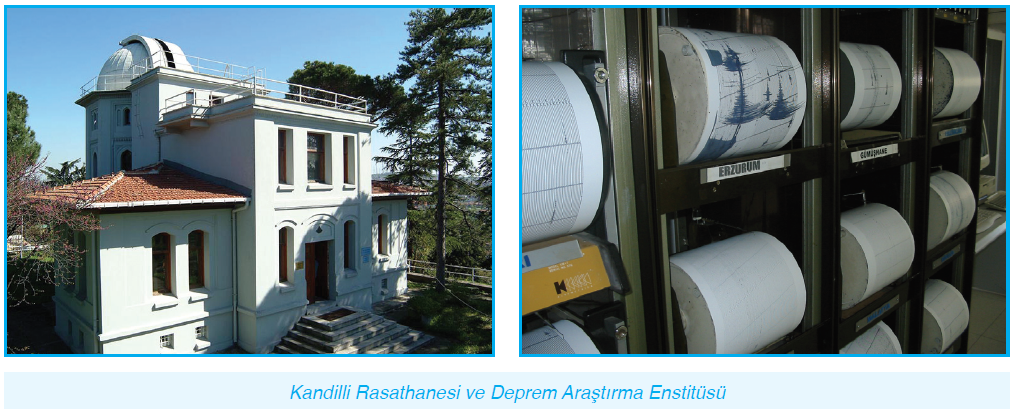 ERZURUM
GÜMÜŞHANE
Kandilli Rasathanesi ve Deprem Araştırma Enstitüsü